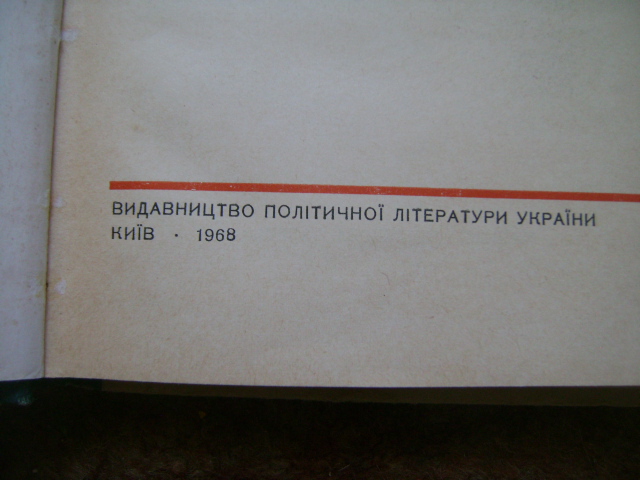 ВИДАВНИЦТВО ПОЛІТИЧНОЇ ЛІТЕРАТУРИ УКРАЇНИ
КИЇВ · 1968